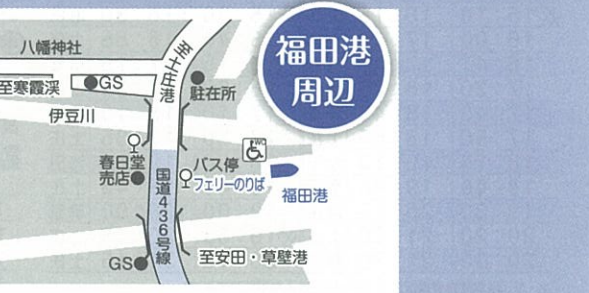 福田港
周辺
八幡神社
至土庄港
至寒霞渓
GS
駐在所
伊豆川
WC
春日堂
売店
バス停
フェリーのりば
福田港
国道436号線
GS
至安田・草壁港